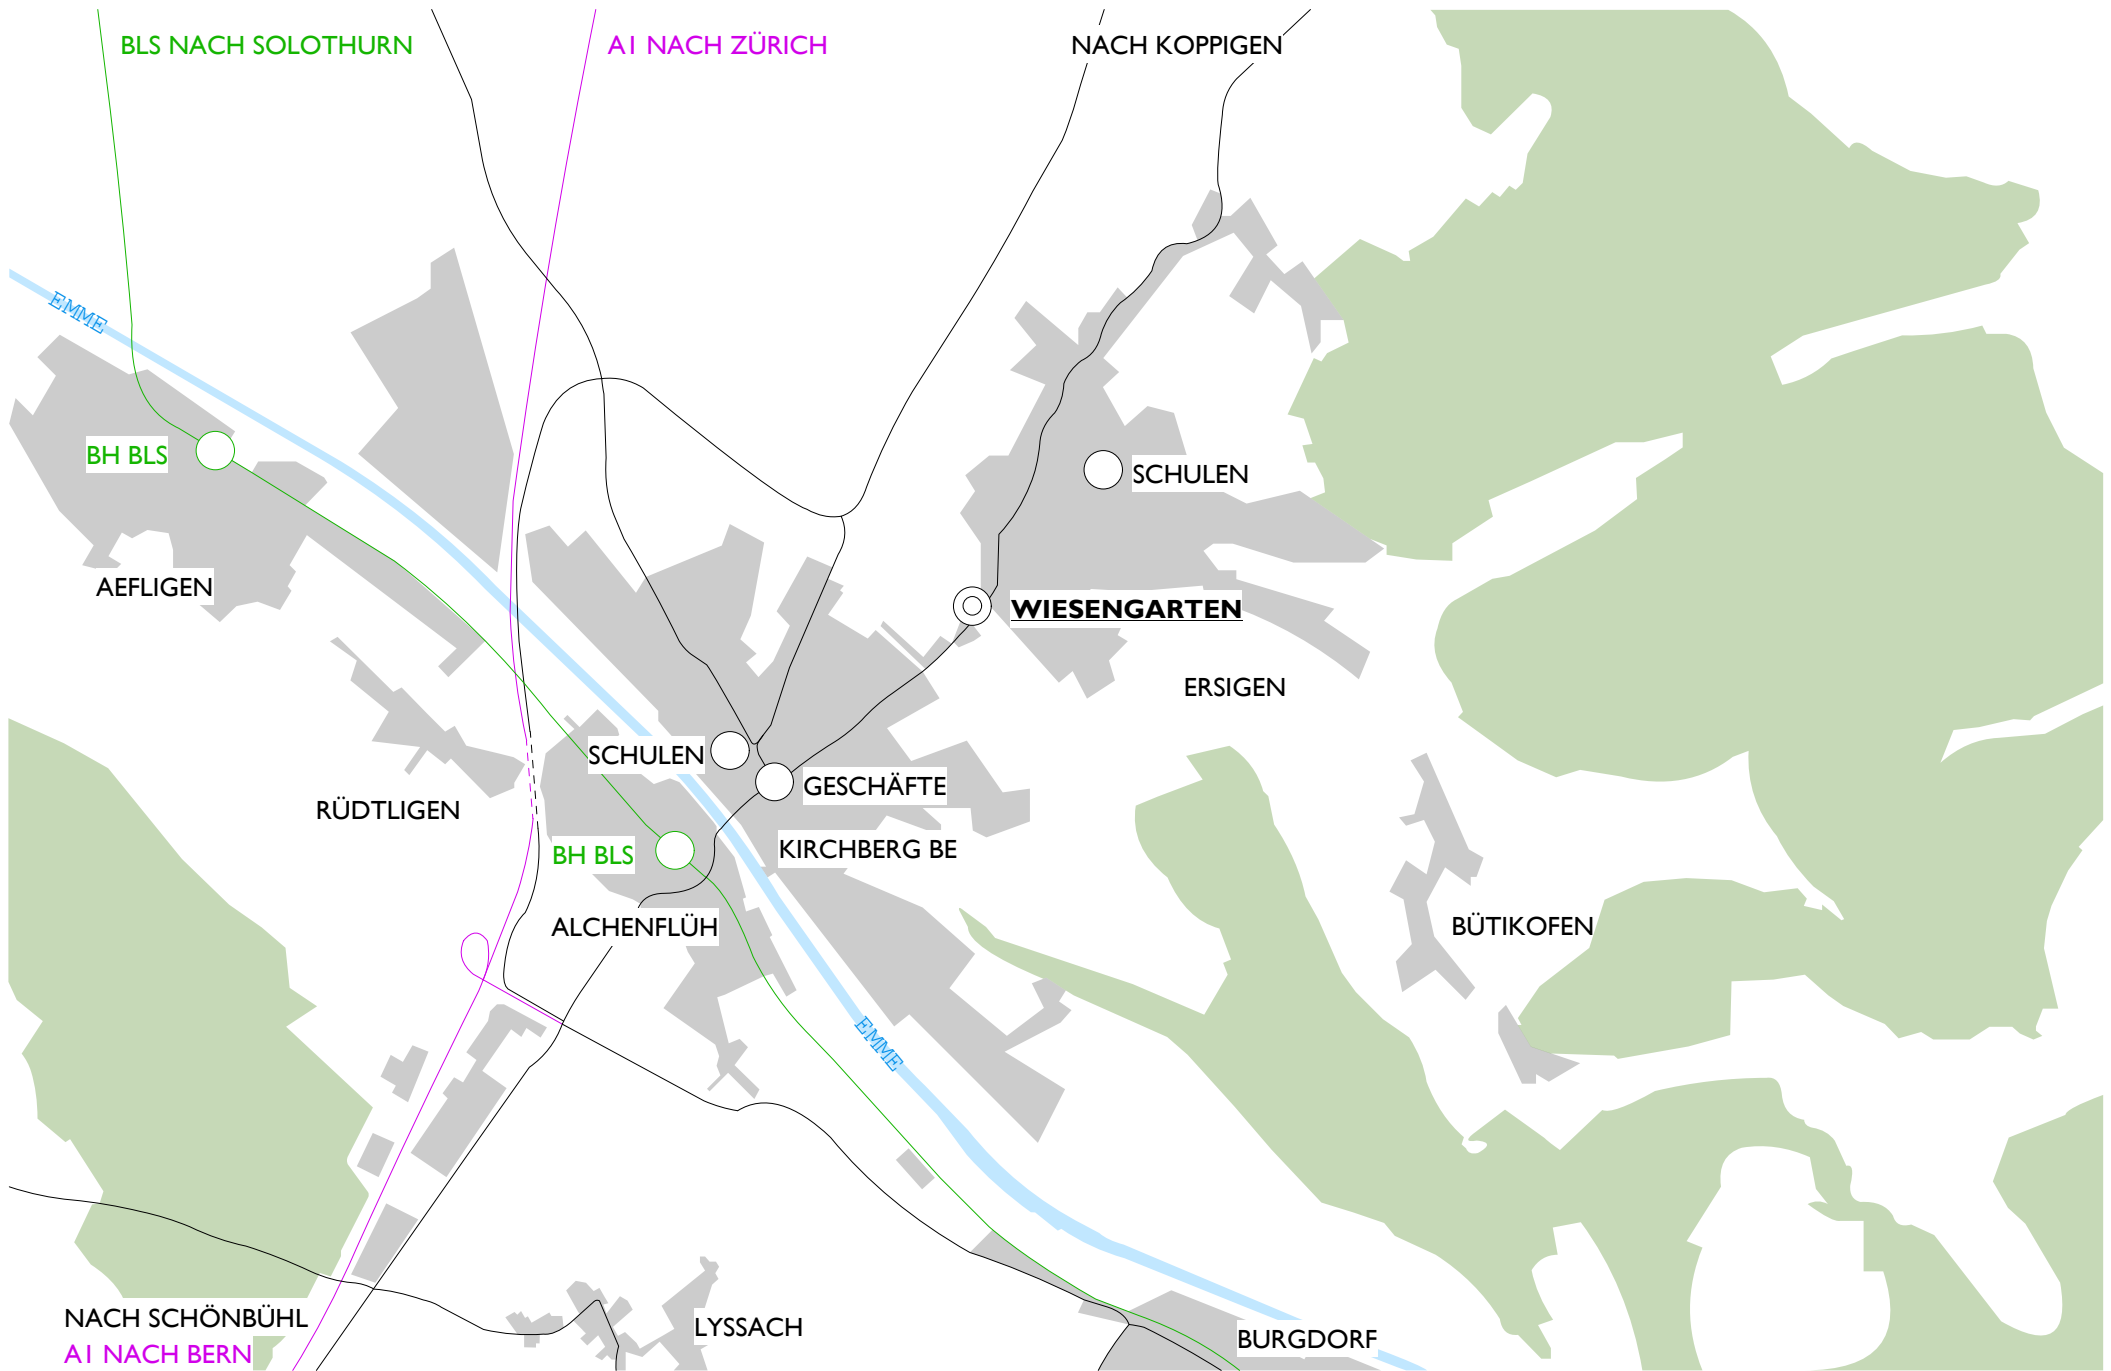 BLS NACH SOLOTHURN
A1 NACH ZÜRICH
NACH KOPPIGEN
EMME
BH BLS
SCHULEN
AEFLIGEN
WIESENGARTEN
ERSIGEN
SCHULEN
GESCHÄFTE
RÜDTLIGEN
BH BLS
KIRCHBERG BE
ALCHENFLÜH
BÜTIKOFEN
EMME
NACH SCHÖNBÜHL
LYSSACH
BURGDORF
A1 NACH BERN